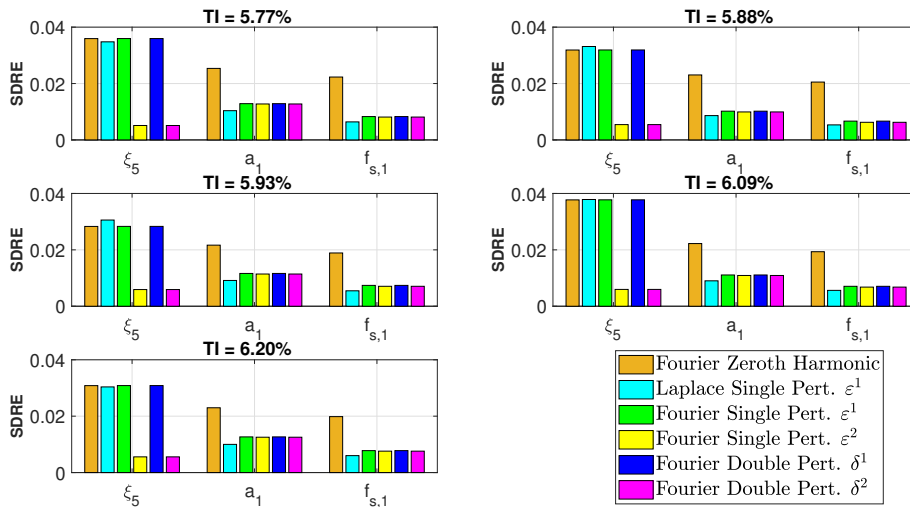 TI = 5.77%
SDRE
0.04
0.02
0
ξ5 a1 fs,1
TI = 5.88%
SDRE
0.04
0.02
0
ξ5 a1 fs,1
TI = 5.93%
SDRE
0.04
0.02
0
ξ5 a1 fs,1
TI = 6.09%
SDRE
0.04
0.02
0
ξ5 a1 fs,1
TI = 6.20%
SDRE
0.04
0.02
0
ξ5 a1 fs,1
Fourier Zeroth Harmonic
Laplace Single Pert. ε¹
Fourier Single Pert. ε¹
Fourier Single Pert. ε²
Fourier Double Pert. δ¹
Fourier Double Pert. δ²